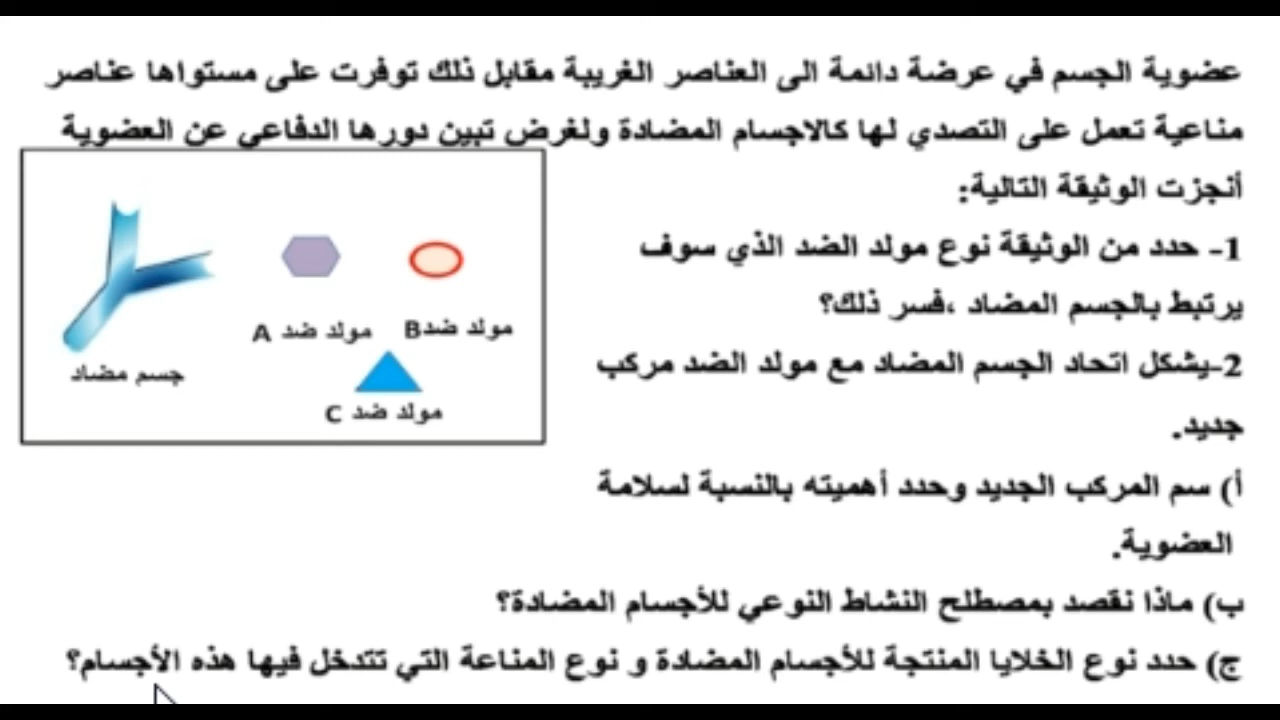 عضوية الجسم في عرضة دائمة الى العناصر الغريبة مقابل ذلك توفرت على مستواها عناصر
مناعية تعمل على التصدي لها كالاجسام المضادة ولغرض تبين دورها الدفاعي عن العضوية
أنجزت الوثيقة التالية:
1- حدد من الوثيقة نوع مولد الضد الذي سوف
يرتبط بالجسم المضاد ،فسر ذلك؟
2-يشكل اتحاد الجسم المضاد مع مولد الضد مركب
جديد.
أ) سم المركب الجديد وحدد أهميته بالنسبة لسلامة
العضوية.
ب) ماذا نقصد بمصطلح النشاط النوعي للأجسام المضادة؟
ج) حدد نوع الخلايا المنتجة للأجسام المضادة و نوع المناعة التي تتدخل فيها هذه الأجسام؟
مولد ضدB
مولد ضد A
جسم مضاد
مولد ضد C